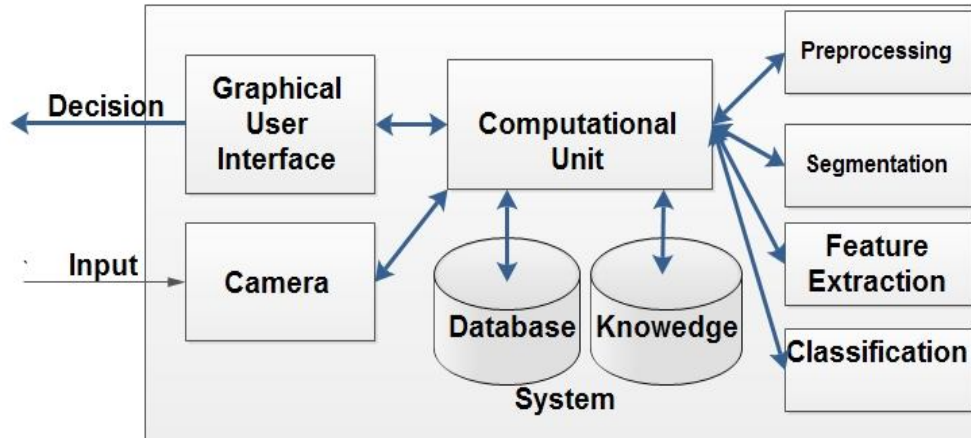 Decision
Graphical
User
Interface
Computational
Unit
Preprocessing
Segmentation
Input
Camera
Feature
Extraction
Database
Knowedge
Classification
System